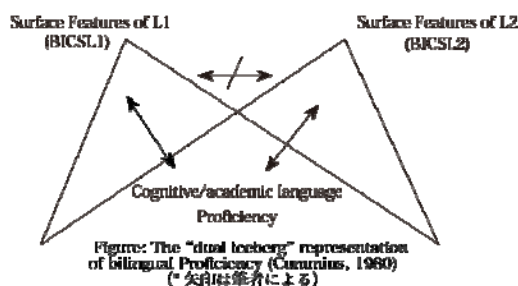 Surface Features of L1
(BICSL1)
Surface Features of L2
(BICSL2)
Cognitive/academic language
Proficiency
Figure: The "dual iceberg" representation
of bilingual Proficiency (Cummius, 1980)
(* 矢印は筆者による)